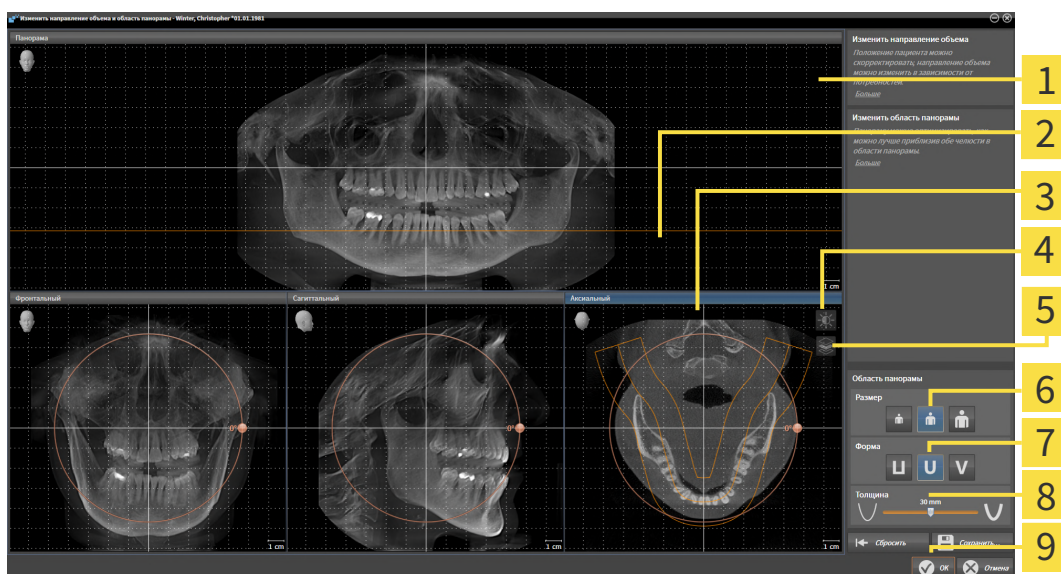 Изменить направление объема и область панорамы - Winter, Christopher *01.01.1981
Панорама
1 cm
Фронтальный
0°
1 cm
Сагиттальный
0°
Аксиальный
0°
1 cm
Изменить направление объема
Положение пациента можно
скорректировать, направление объема
можно изменить в зависимости от
потребностей.
Больше
Изменить область панорамы
можно лучше приблизив обе челюсти в
области панорамы.
Больше
Область панорамы
Размер
Форма
U V
Толщина
30 mm
Сбросить
Сохранить...
OK
Отмена
1
2
3
4
5
6
7
8
9